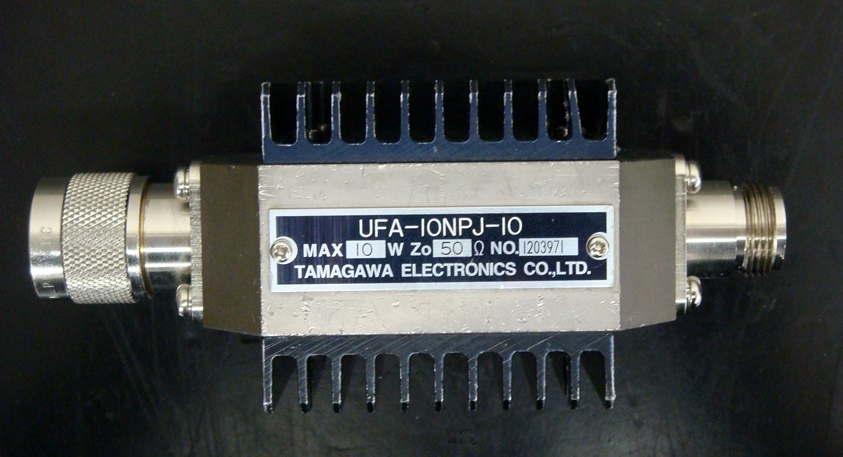 UFA-10NPJ-10
MAX 10 W Zo 50 Ω NO. 1203971
TAMAGAWA ELECTRONICS CO.,LTD.